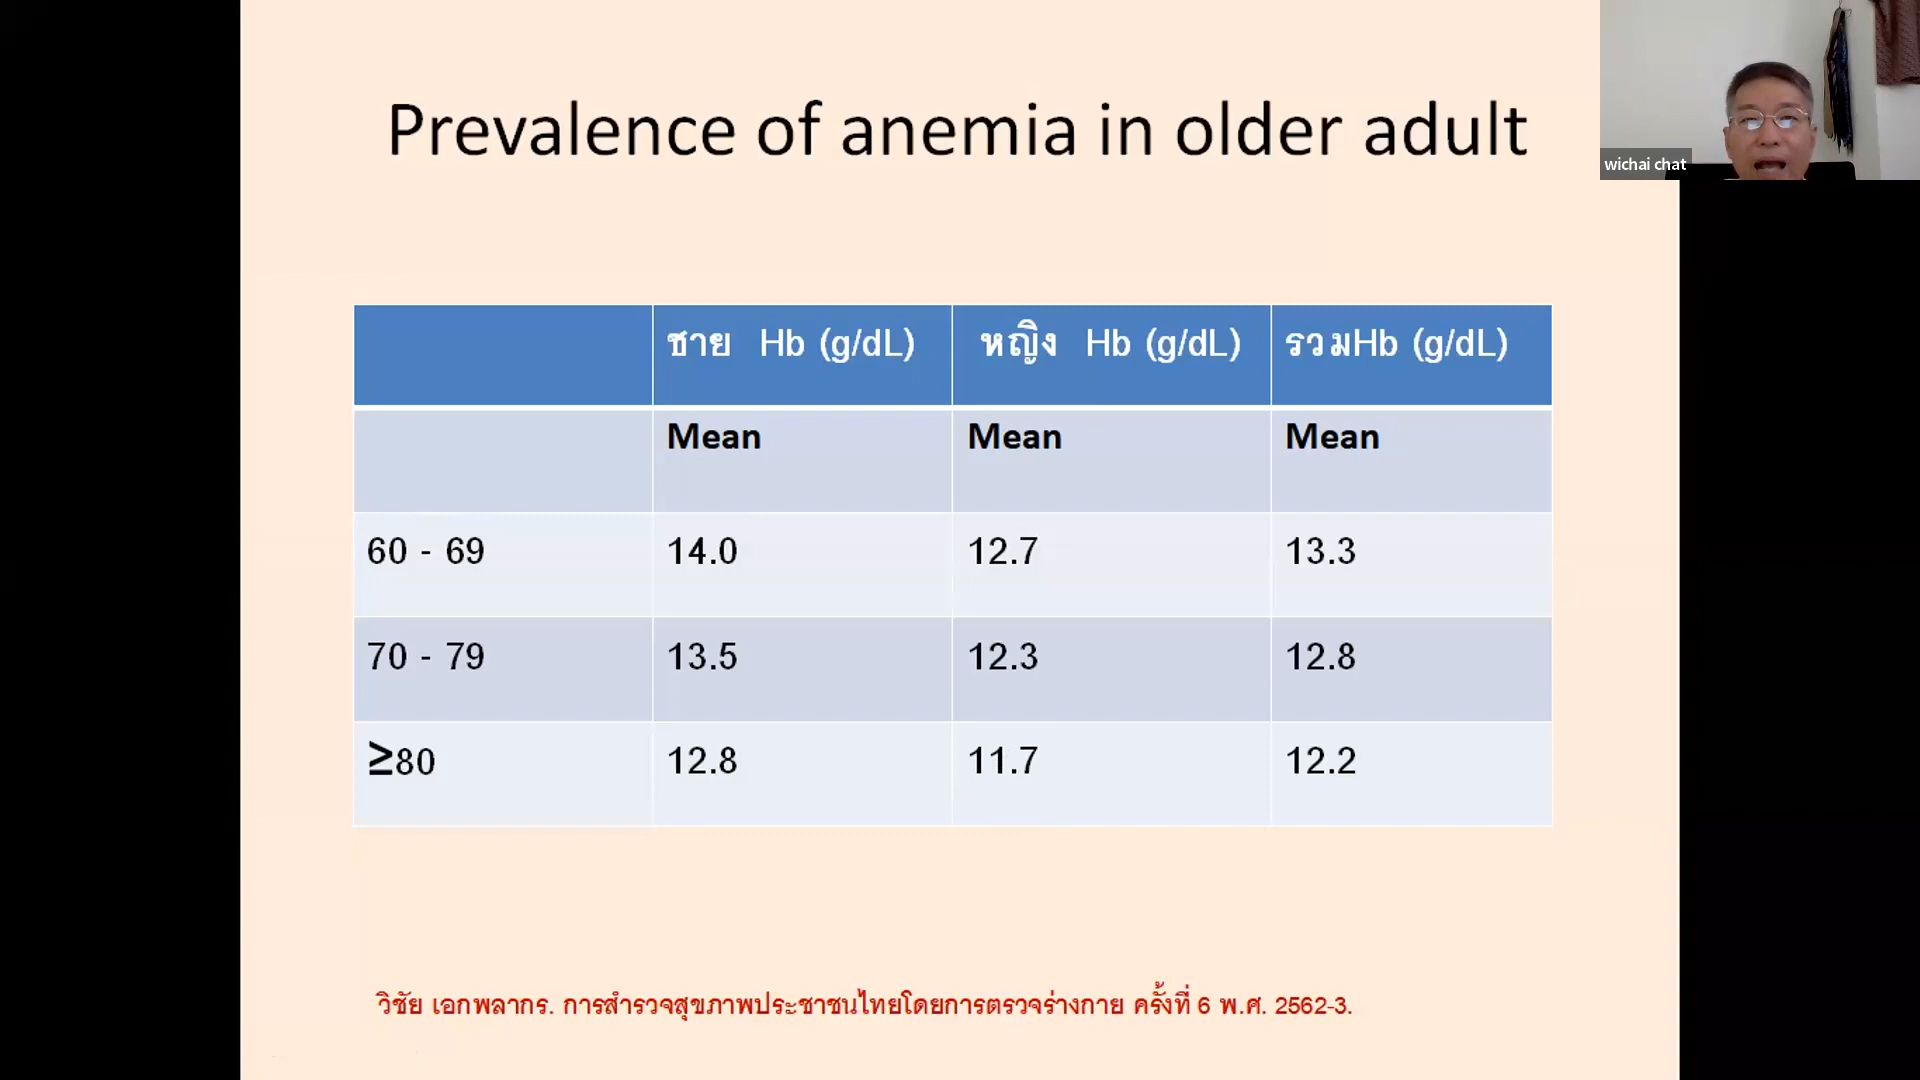 Prevalence of anemia in older adult
wichai chat
ชาย Hb (g/dL) หญิง Hb (g/dL) รวมHb (g/dL)
Mean Mean Mean
60 - 69 14.0 12.7 13.3
70 - 79 13.5 12.3 12.8
≥80 12.8 11.7 12.2
วิชัย เอกพลากร. การสำรวจสุขภาพประชาชนไทยโดยการตรวจร่างกาย ครั้งที่ 6 พ.ศ. 2562-3.